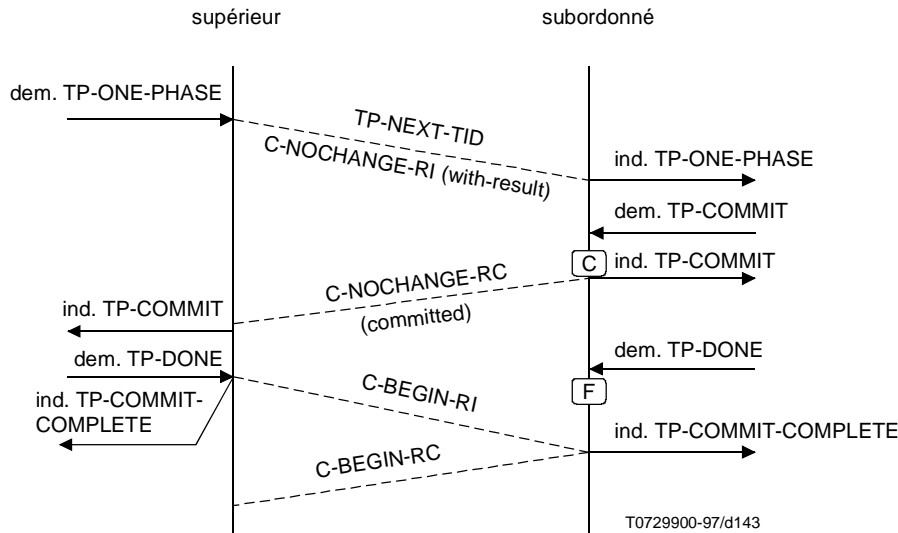 supérieur
subordonné
dem. TP-ONE-PHASE
TP-NEXT-TID
C-NOCHANGE-RI (with-result)
ind. TP-ONE-PHASE
dem. TP-COMMIT
C
ind. TP-COMMIT
C-NOCHANGE-RC
(committed)
ind. TP-COMMIT
dem. TP-DONE
dem. TP-DONE
F
C-BEGIN-RI
ind. TP-COMMIT-
COMPLETE
ind. TP-COMMIT-COMPLETE
C-BEGIN-RC
T0729900-97/d143